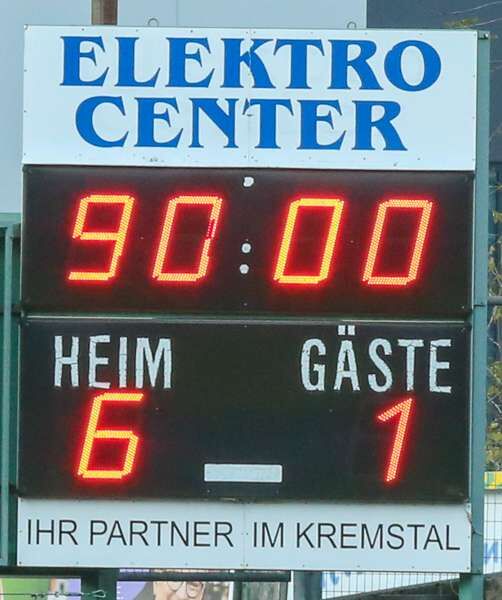 ELEKTRO
CENTER
90:00
HEIM GÄSTE
6 1
IHR PARTNER IM KREMSTAL